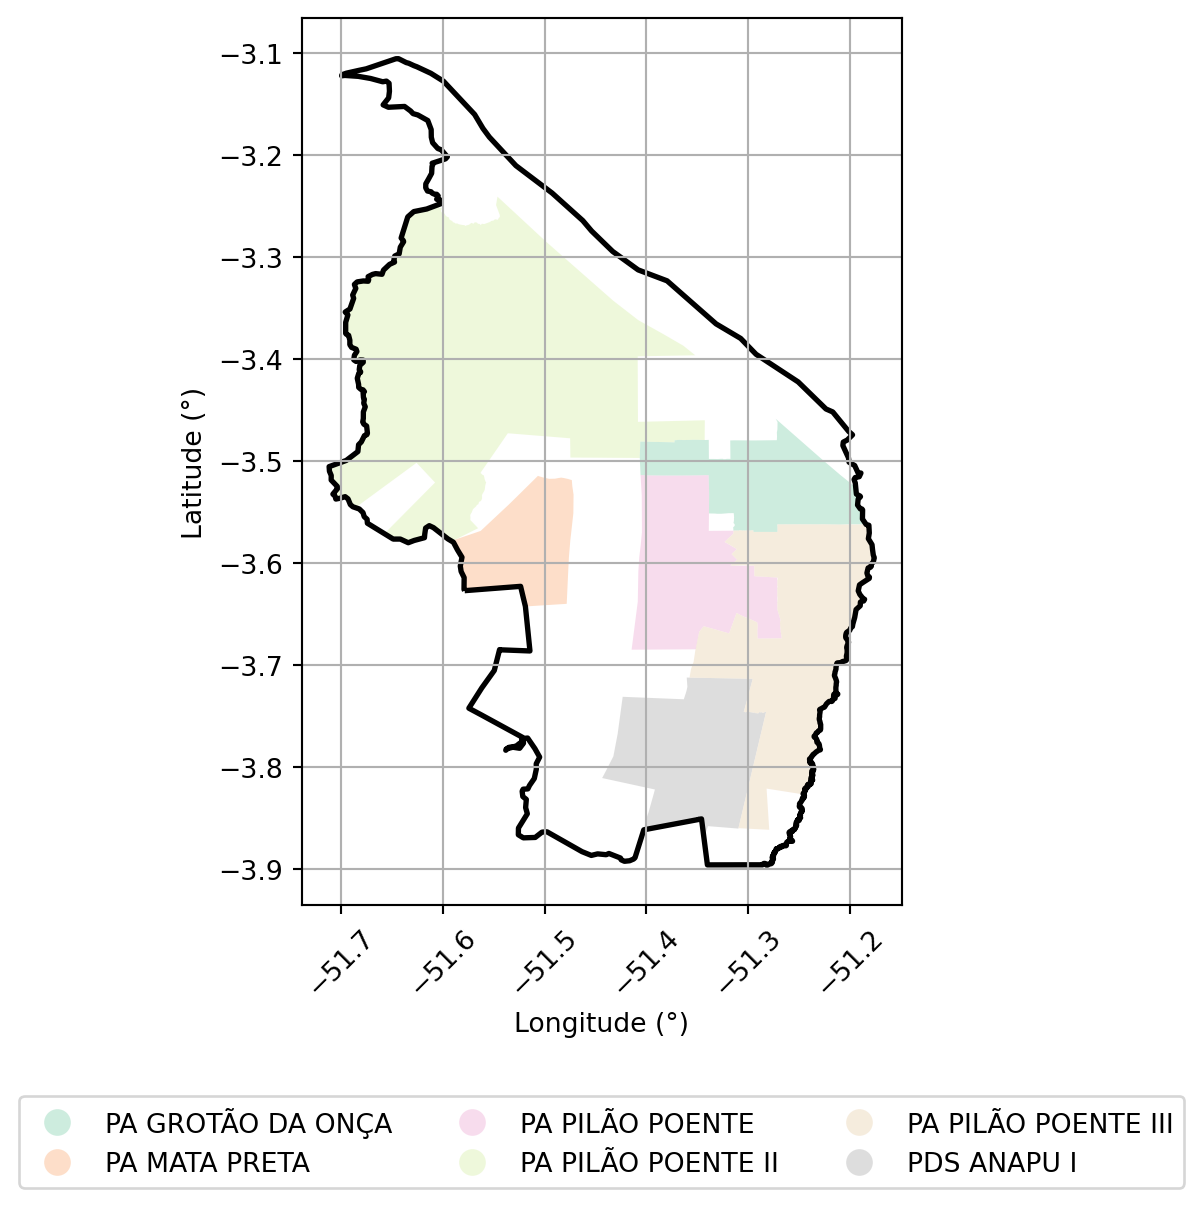 −3.1
−3.2
−3.3
−3.4
−3.5
−3.6
−3.7
−3.8
−3.9
Latitude (°)
−51.7
−51.6
−51.5
−51.4
−51.3
−51.2
Longitude (°)
PA GROTÃO DA ONÇA
PA MATA PRETA
PA PILÃO POENTE
PA PILÃO POENTE II
PA PILÃO POENTE III
PDS ANAPU I